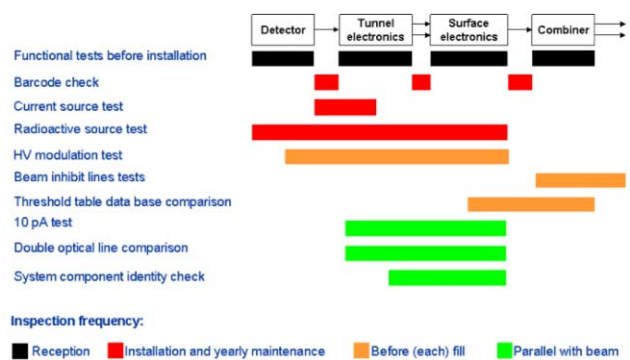 Detector
Tunnel electronics
Surface electronics
Combiner
Functional tests before installation
Barcode check
Current source test
Radioactive source test
HV modulation test
Beam inhibit lines tests
Threshold table data base comparison
10 pA test
Double optical line comparison
System component identity check
Inspection frequency:
Reception
Installation and yearly maintenance
Before (each) fill
Parallel with beam